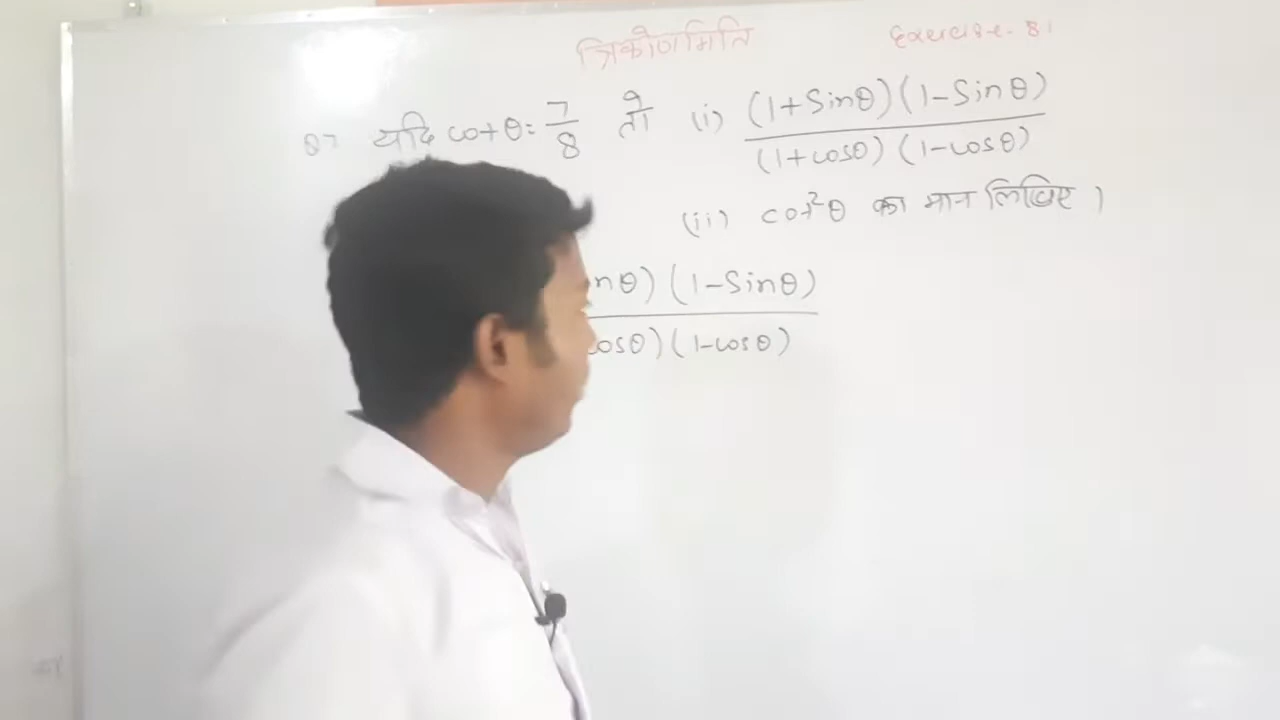 त्रिकोणमिति Exercise. 8.1
Q7 यदि cotθ = 7/8 तो (i) (1+Sinθ)(1-Sinθ)
(1+cosθ)(1-cosθ)
(ii) cot²θ का मान लिखिए ।
nθ) (1-Sinθ)
cosθ) (1-cosθ)